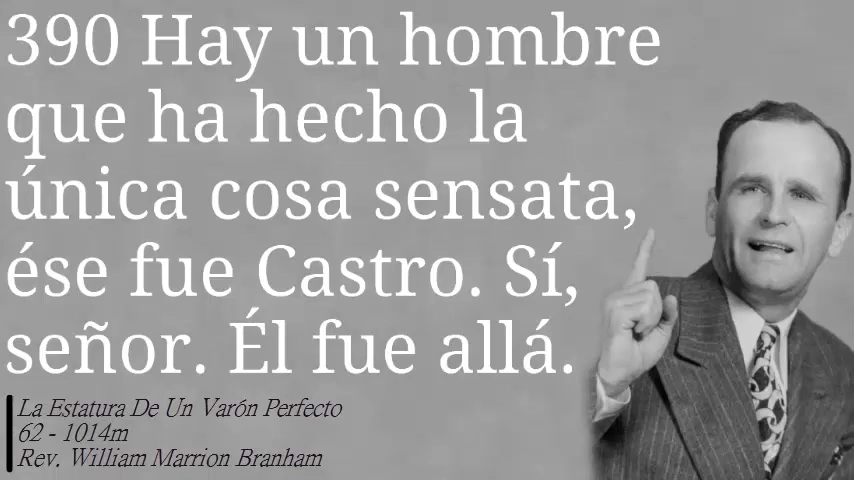 390 Hay un hombre
que ha hecho la
única cosa sensata,
ése fue Castro. Sí,
señor. Él fue allá.
La Estatura De Un Varón Perfecto
62 - 1014m
Rev. William Marrion Branham